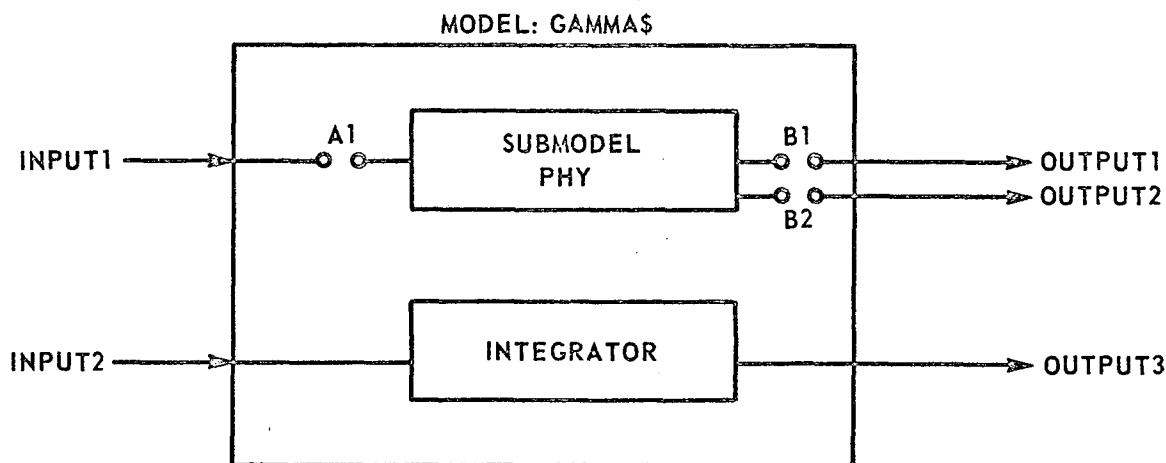 MODEL: GAMMA$
A1
SUBMODEL
PHY
B1
INPUT1
OUTPUT1
OUTPUT2
B2
INPUT2
INTEGRATOR
OUTPUT3